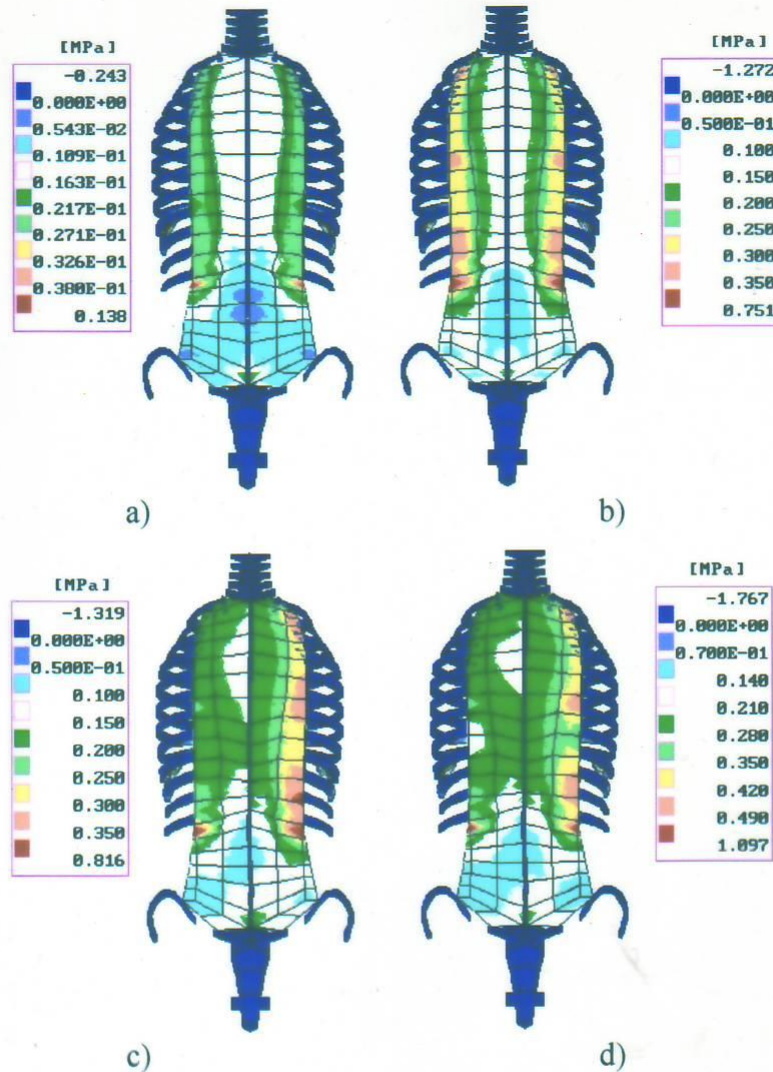 [MPa]
-0.243
0.000E+00
0.543E-02
0.109E-01
0.163E-01
0.217E-01
0.271E-01
0.326E-01
0.380E-01
0.138
a)
[MPa]
-1.272
0.000E+00
0.500E-01
0.100
0.150
0.200
0.250
0.300
0.350
0.751
b)
[MPa]
-1.319
0.000E+00
0.500E-01
0.100
0.150
0.200
0.250
0.300
0.350
0.816
c)
[MPa]
-1.767
0.000E+00
0.700E-01
0.140
0.210
0.280
0.350
0.420
0.490
1.097
d)